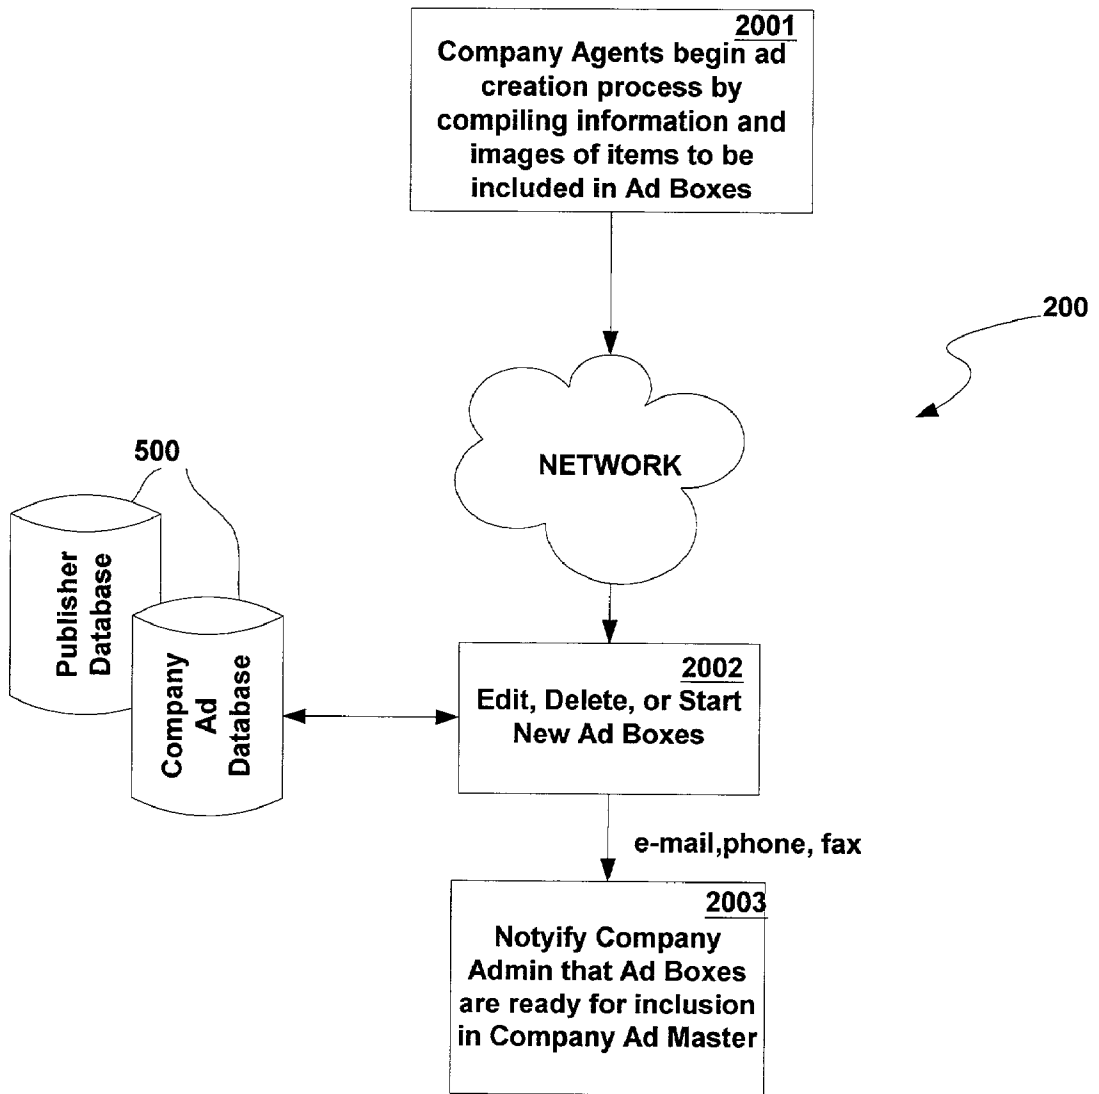 2001
Company Agents begin ad
creation process by
compiling information and
images of items to be
included in Ad Boxes
200
NETWORK
500
Publisher
Database
Company
Ad
Database
2002
Edit, Delete, or Start
New Ad Boxes
e-mail,phone, fax
2003
Notyify Company
Admin that Ad Boxes
are ready for inclusion
in Company Ad Master